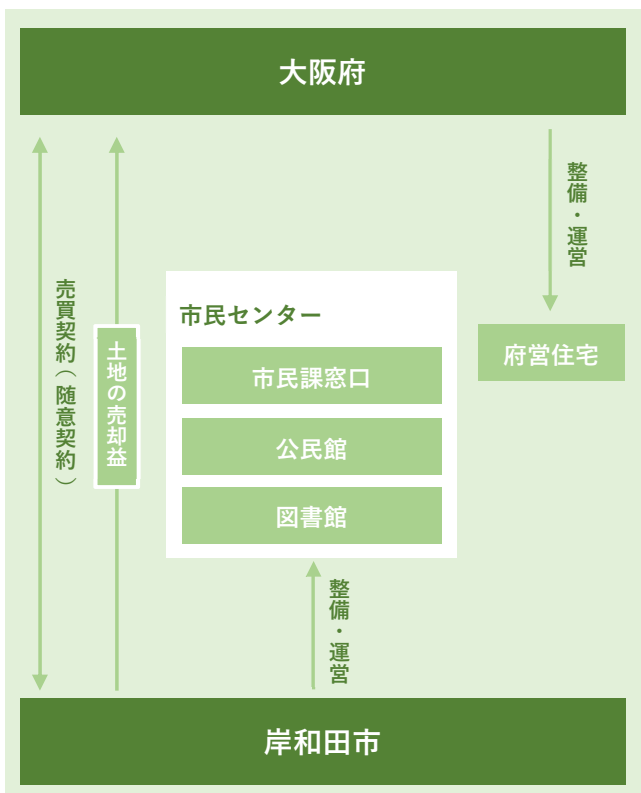 大阪府
整備・運営
売買契約（随意契約）
土地の売却益
市民センター
市民課窓口
公民館
図書館
府営住宅
整備・運営
岸和田市